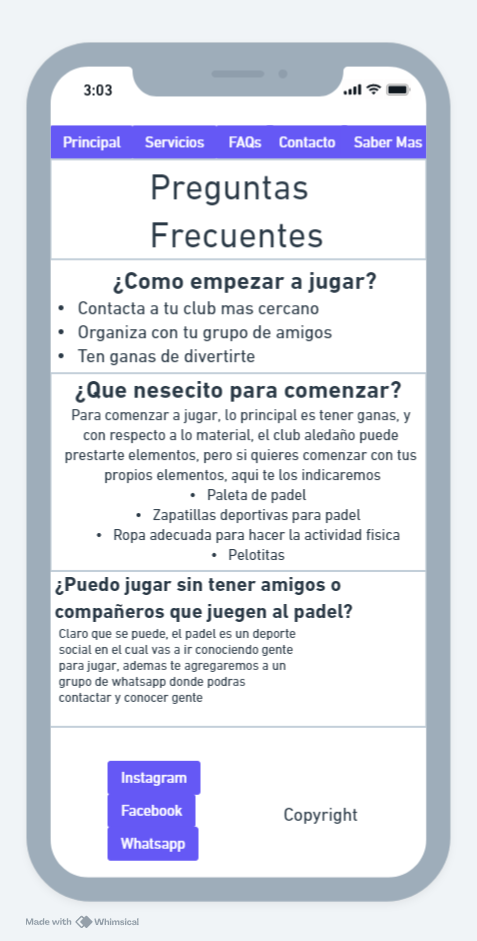 3:03
Principal Servicios FAQs Contacto Saber Mas
Preguntas
Frecuentes
¿Como empezar a jugar?
• Contacta a tu club mas cercano
• Organiza con tu grupo de amigos
• Ten ganas de divertirte
¿Que nesecito para comenzar?
Para comenzar a jugar, lo principal es tener ganas, y
con respecto a lo material, el club aledaño puede
prestarte elementos, pero si quieres comenzar con tus
propios elementos, aqui te los indicaremos
• Paleta de padel
• Zapatillas deportivas para padel
• Ropa adecuada para hacer la actividad fisica
• Pelotitas
¿Puedo jugar sin tener amigos o
compañeros que juegen al padel?
Claro que se puede, el padel es un deporte
social en el cual vas a ir conociendo gente
para jugar, ademas te agregaremos a un
grupo de whatsapp donde podras
contactar y conocer gente
Instagram
Facebook
Whatsapp
Copyright
Made with Whimsical